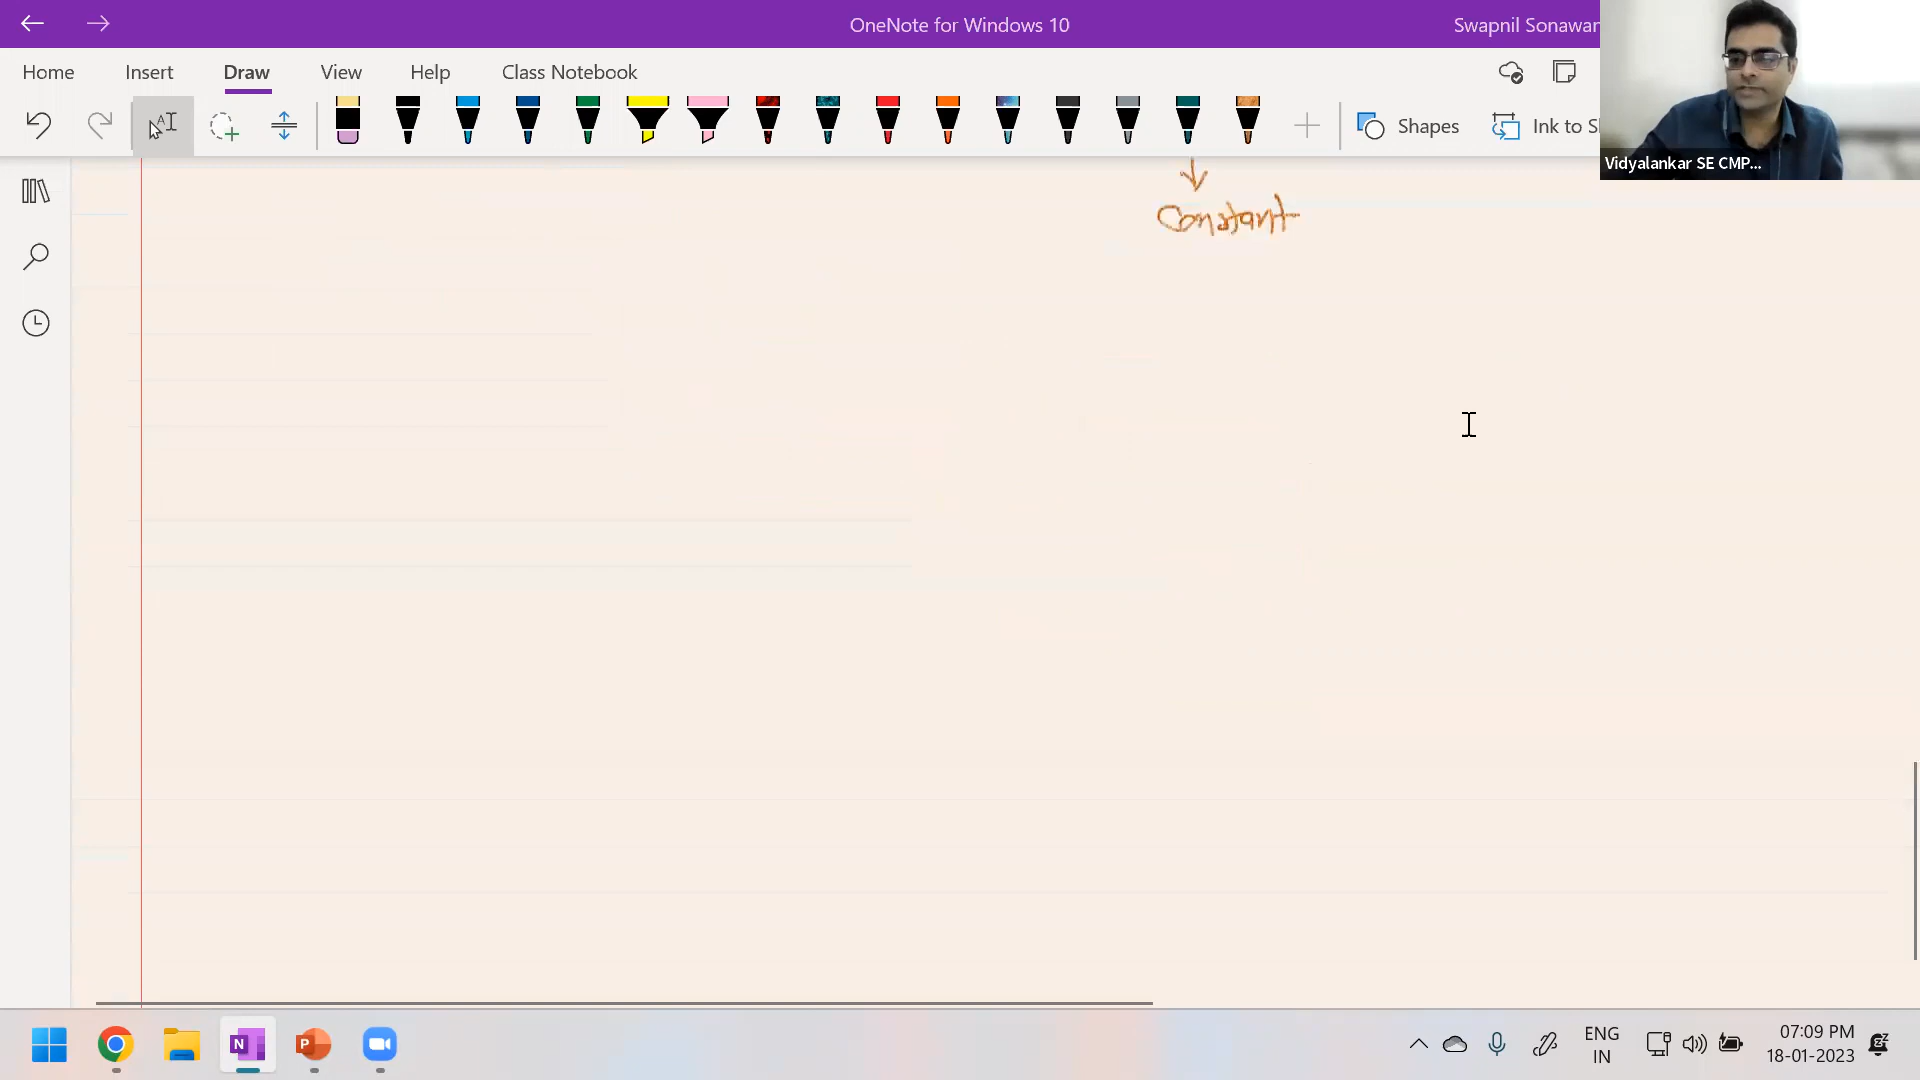 OneNote for Windows 10
Swapnil Sonawan
Home Insert Draw View Help Class Notebook
Shapes
Ink to S
Vidyalankar SE CMP...
Constant
ENG
IN
07:09 PM
18-01-2023